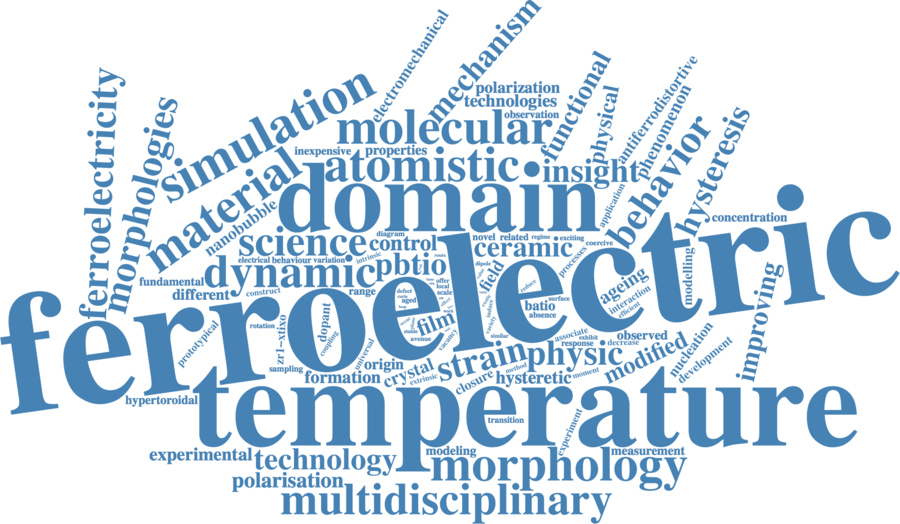 electromechanical
mechanism
ferroelectricity
morphologies
simulation
polarization
technologies
observation
functional
physical
antiferrodistortive
phenomenon
molecular
inexpensive
properties
atomistic
insight
behavior
hysteresis
material
nanobubble
domain
application
concentration
science
control
diagram
novel
related
regime
exciting
coercive
ceramic
processes
electrical behaviour variation
intrinsic
fundamental
dynamic
pbtio
route
dipole
field
different
construct
range
defect
offer
local
scale
cycle
aged
reduce
ageing
modelling
interaction
efficient
ferroelectric
prototypical
rotation
zr1−xtixo
dopant
coupling
film
stable
avenue
vacancy
induce
variety
batio
surface
absence
improving
universal
similar
associate
exhibit
decrease
response
observed
sampling
formation
origin
crystal
extrinsic
strain
closure
method
physic
hysteretic
moment
modified
nucleation
development
hypertoroidal
temperature
transition
experiment
experimental
technology
modeling
morphology
measurement
polarisation
multidisciplinary